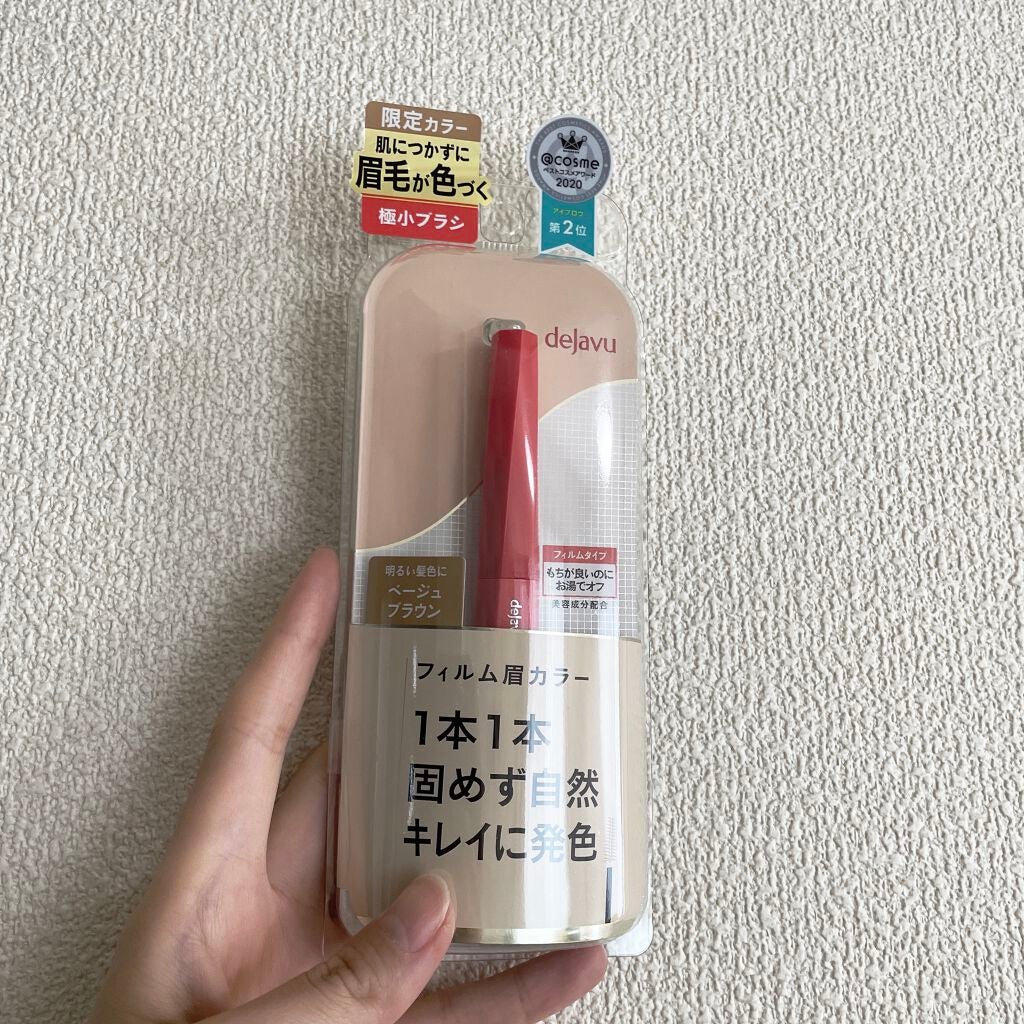 限定カラー
肌につかずに
眉毛が色づく
極小ブラシ
@cosme
ベストコスメアワード
2020
アイブロウ
第2位
dejavu
明るい髪色に
ベージュ
ブラウン
フィルムタイプ
もちが良いのに
お湯でオフ
美容成分配合
dejav
フィルム眉カラー
1本1本
固めず自然
キレイに発色